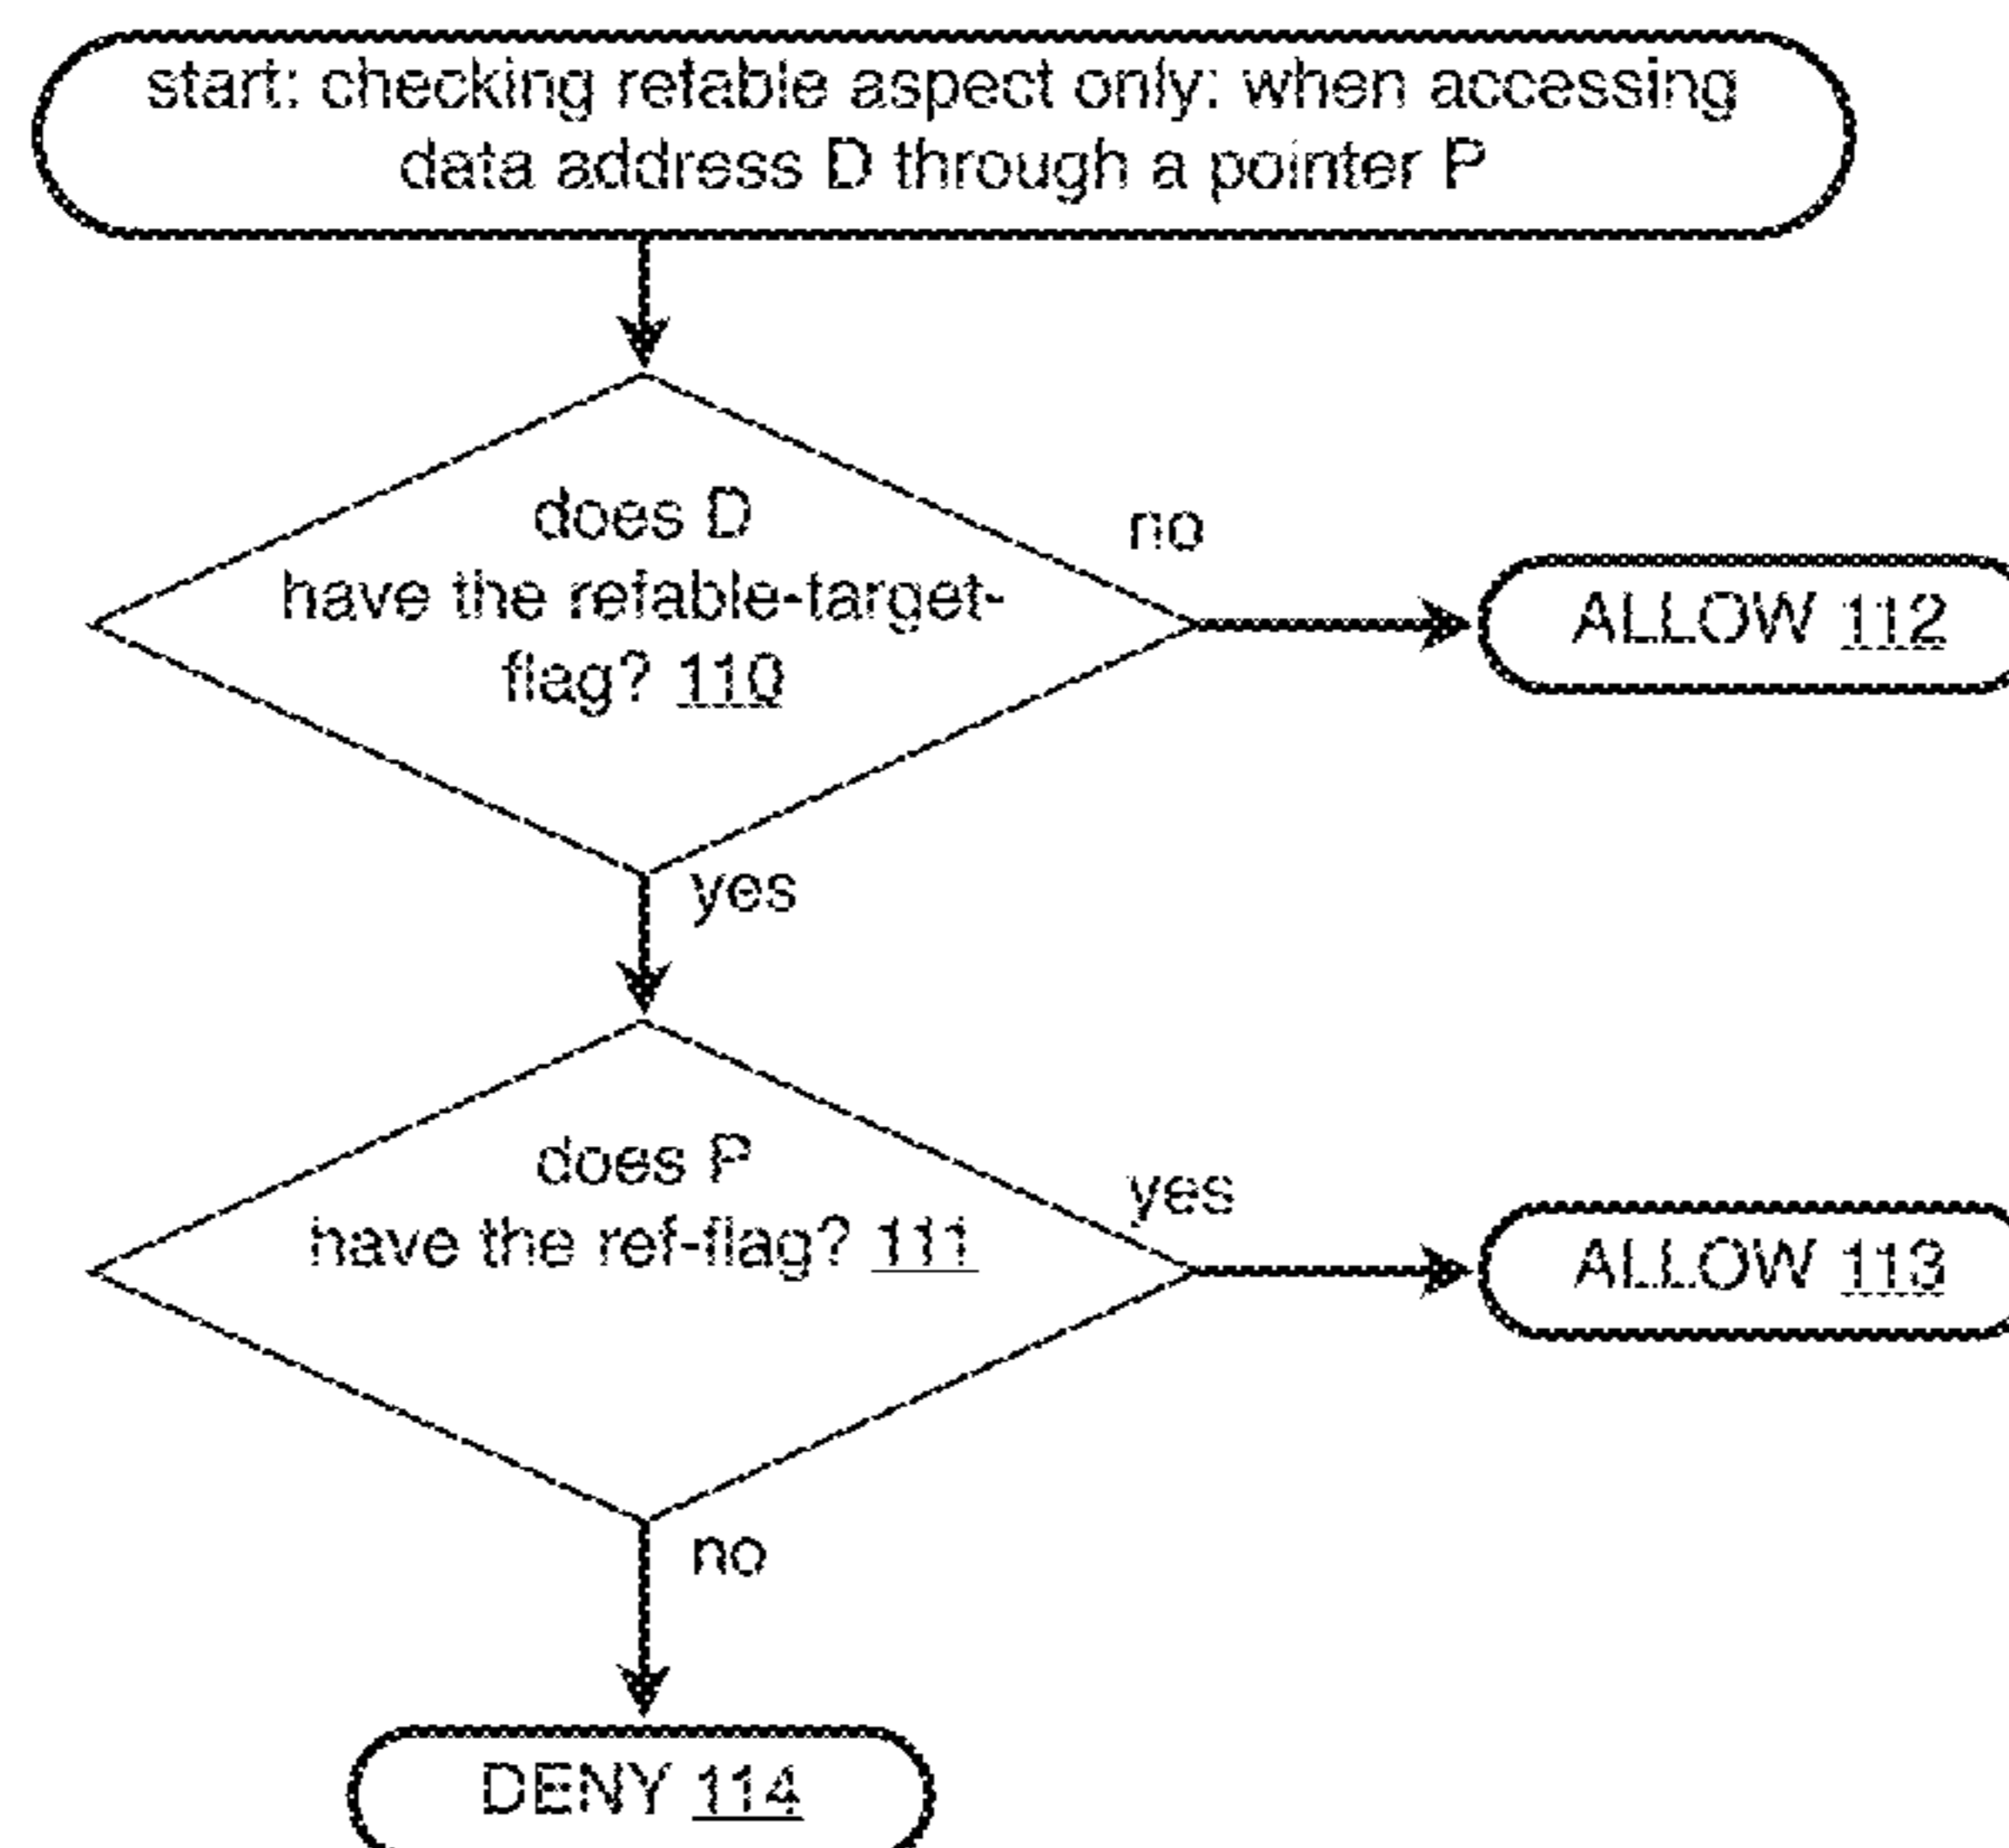 start: checking refable aspect only: when accessing
data address D through a pointer P
does D
have the refable-target-
flag? 110
no
ALLOW 112
yes
does P
have the ref-flag? 111
yes
ALLOW 113
no
DENY 114